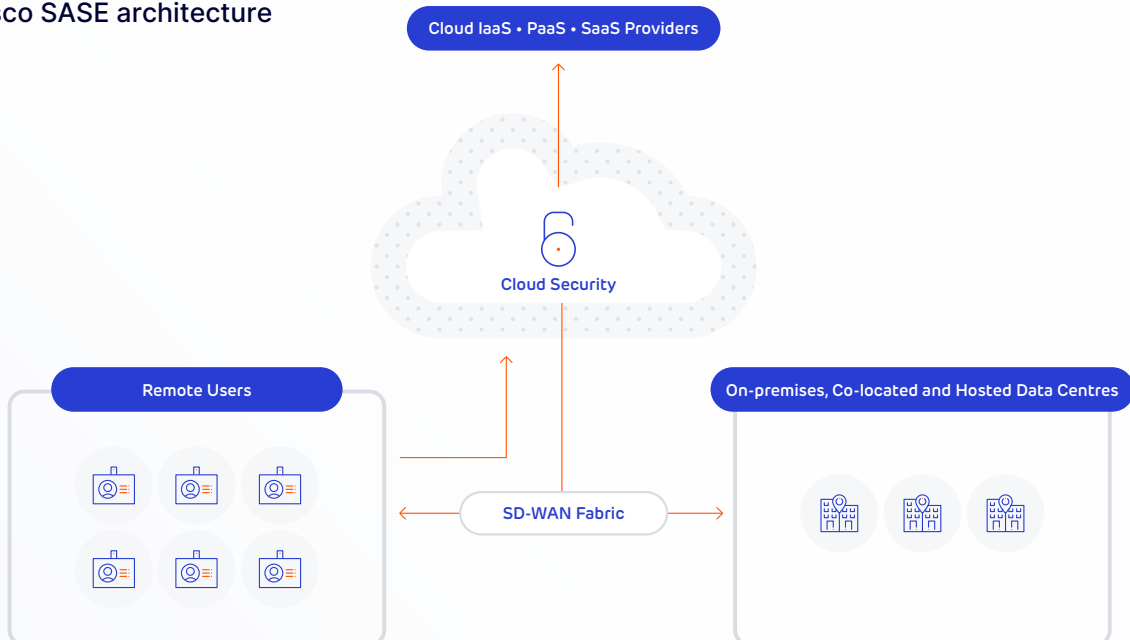 sco SASE architecture
Cloud IaaS • PaaS • SaaS Providers
Cloud Security
Remote Users
On-premises, Co-located and Hosted Data Centres
SD-WAN Fabric